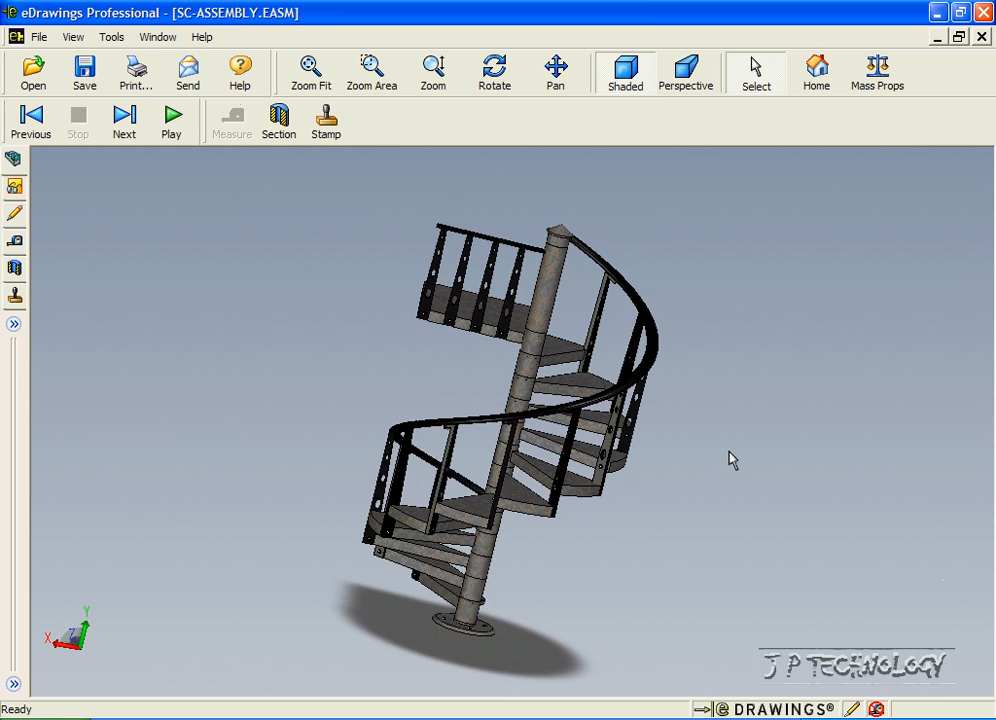 eDrawings Professional - [SC-ASSEMBLY.EASM]
File View Tools Window Help
Open Save Print... Send Help Zoom Fit Zoom Area Zoom Rotate Pan Shaded Perspective Select Home Mass Props
Previous Stop Next Play Measure Section Stamp
Y
X
Z
J P TECHNOLOGY
Ready
e DRAWINGS®